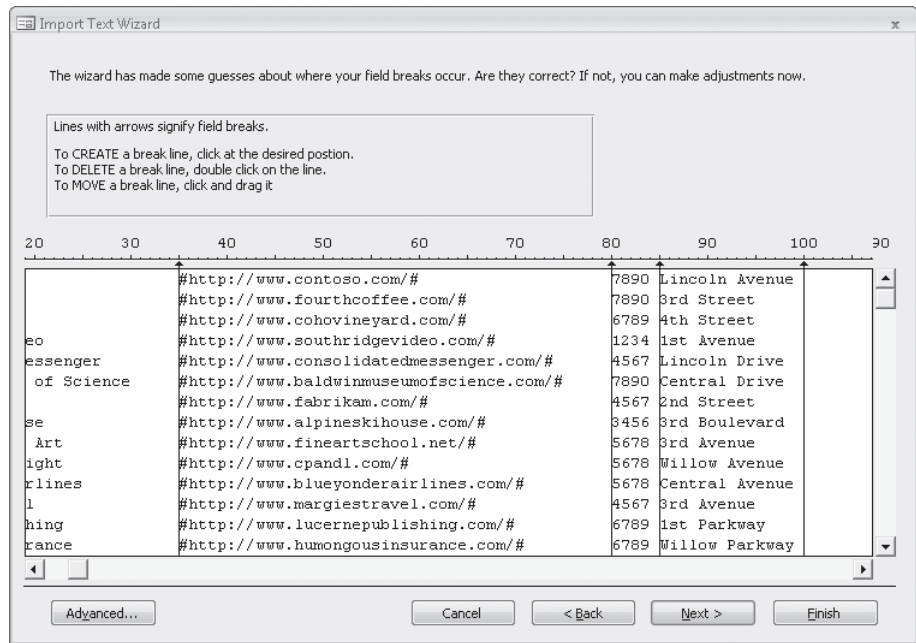 Import Text Wizard x
The wizard has made some guesses about where your field breaks occur. Are they correct? If not, you can make adjustments now.
Lines with arrows signify field breaks.
To CREATE a break line, click at the desired postion.
To DELETE a break line, double click on the line.
To MOVE a break line, click and drag it
20 30 40 50 60 70 80 90 100 90
#http://www.contoso.com/# 7890 Lincoln Avenue
#http://www.fourthcoffee.com/# 7890 3rd Street
#http://www.cohovineyard.com/# 6789 4th Street
eo #http://www.southridgevideo.com/# 1234 1st Avenue
essenger #http://www.consolidatedmessenger.com/# 4567 Lincoln Drive
of Science #http://www.baldwinmuseumofscience.com/# 7890 Central Drive
#http://www.fabrikam.com/# 4567 2nd Street
se #http://www.alpineskihouse.com/# 3456 3rd Boulevard
Art #http://www.fineartschool.net/# 5678 3rd Avenue
ight #http://www.cpandl.com/# 5678 Willow Avenue
rlines #http://www.blueyonderairlines.com/# 5678 Central Avenue
l #http://www.margiestravel.com/# 4567 3rd Avenue
hing #http://www.lucernepublishing.com/# 6789 1st Parkway
rance #http://www.humongousinsurance.com/# 6789 Willow Parkway
Advanced... Cancel < Back Next > Finish